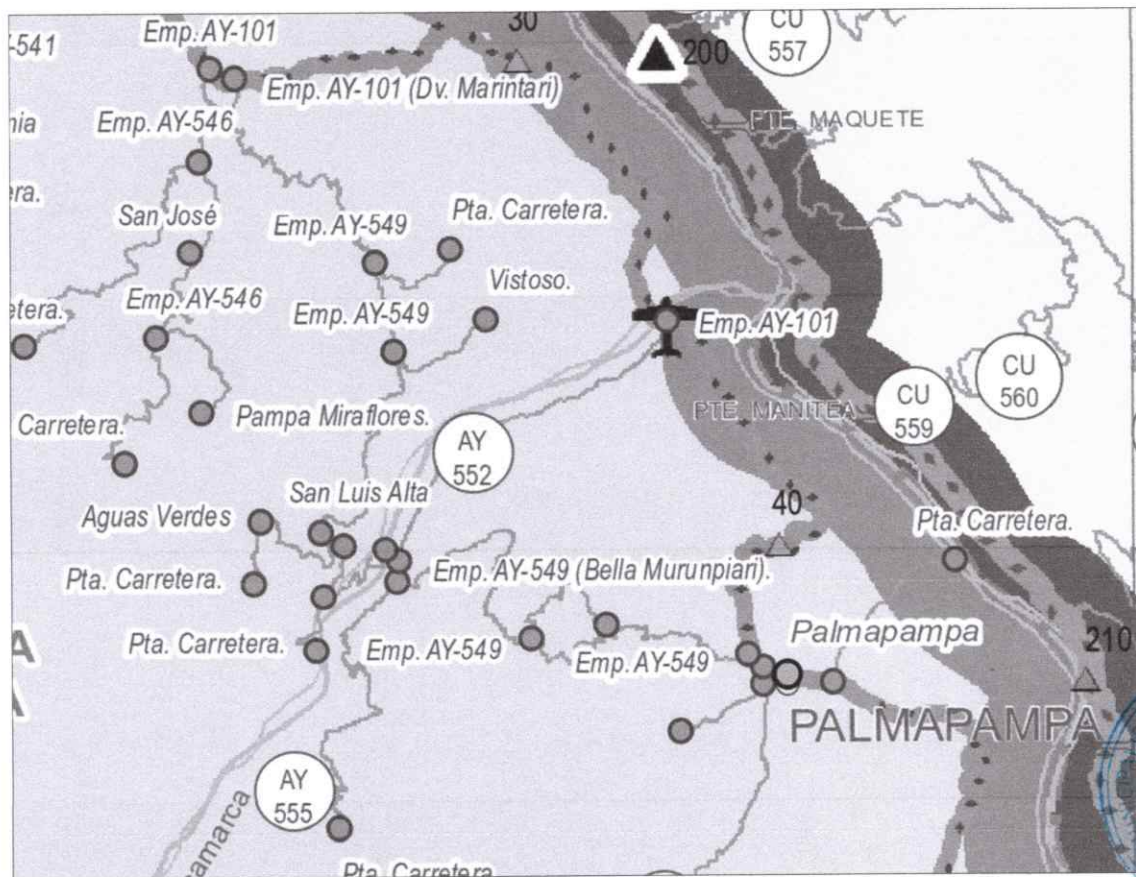 30
CU
557
Emp. AY-101
200
-541
Emp. AY-101 (Dv. Marintari)
Emp. AY-546
PTE. MAQUETE
nia
era.
San José
Emp. AY-549
Pta. Carretera.
Vistoso.
etera.
Emp. AY-546
Emp. AY-549
Emp. AY-101
CU
560
CU
559
Carretera.
Pampa Miraflores.
PTE. MANITEA
AY
552
San Luis Alta
Aguas Verdes
40
Pta. Carretera.
Pta. Carretera.
Emp. AY-549 (Bella Murunpiari).
Pta. Carretera.
Emp. AY-549
Emp. AY-549
Palmapampa
210
A
A
PALMAPAMPA
AY
555
amarca
Pta. Carretera